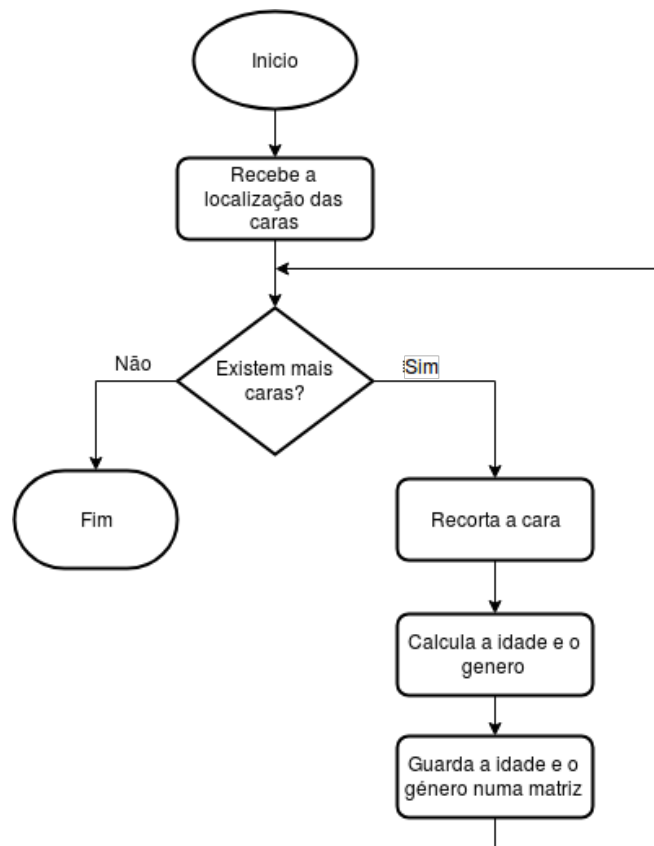 Inicio
Recebe a
localização das
caras
Não
Existem mais
caras?
Sim
Fim
Recorta a cara
Calcula a idade e o
genero
Guarda a idade e o
género numa matriz